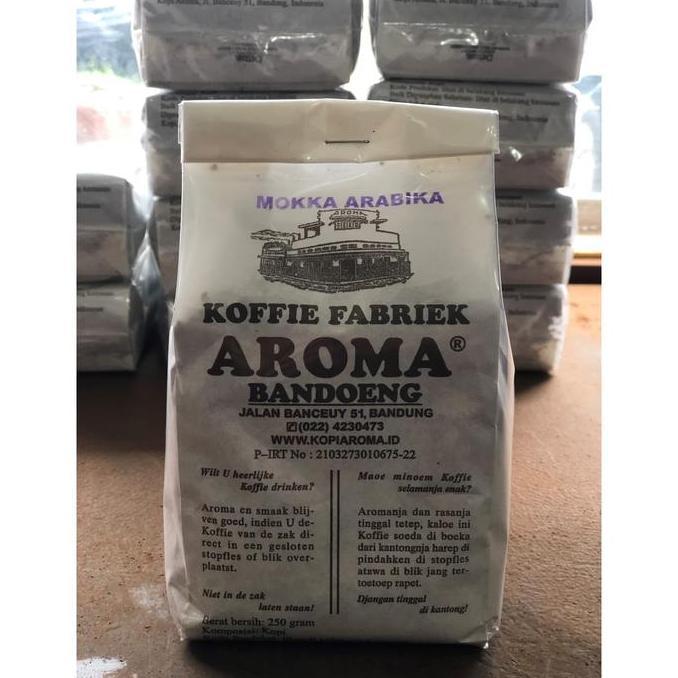 MOKKA ARABIKA
AROMA
KOFFIE FABRIEK
AROMA®
BANDOENG
JALAN BANCEUY 51, BANDUNG
(022) 4230473
WWW.KOPIAROMA.ID
P-IRT No : 2103273010675-22
Wilt U heerlijke
Koffie drinken?
Aroma en smaak blij-
ven goed, indien U de-
Koffie van de zak di-
rect in een gesloten
stopfles of blik over-
plaatst.
Niet in de zak
laten staan!
Maoe minoem Koffie
selamanja enak?
Aromanja dan rasanja
tinggal tetep, kaloe ini
Koffie soeda di boeka
dari kantongnja harep di
pindahken di stopfles
atawa di blik jang ter-
toetoep rapet.
Djangan tinggal
di kantong!
Berat bersih: 250 gram
Komposisi: Kopi